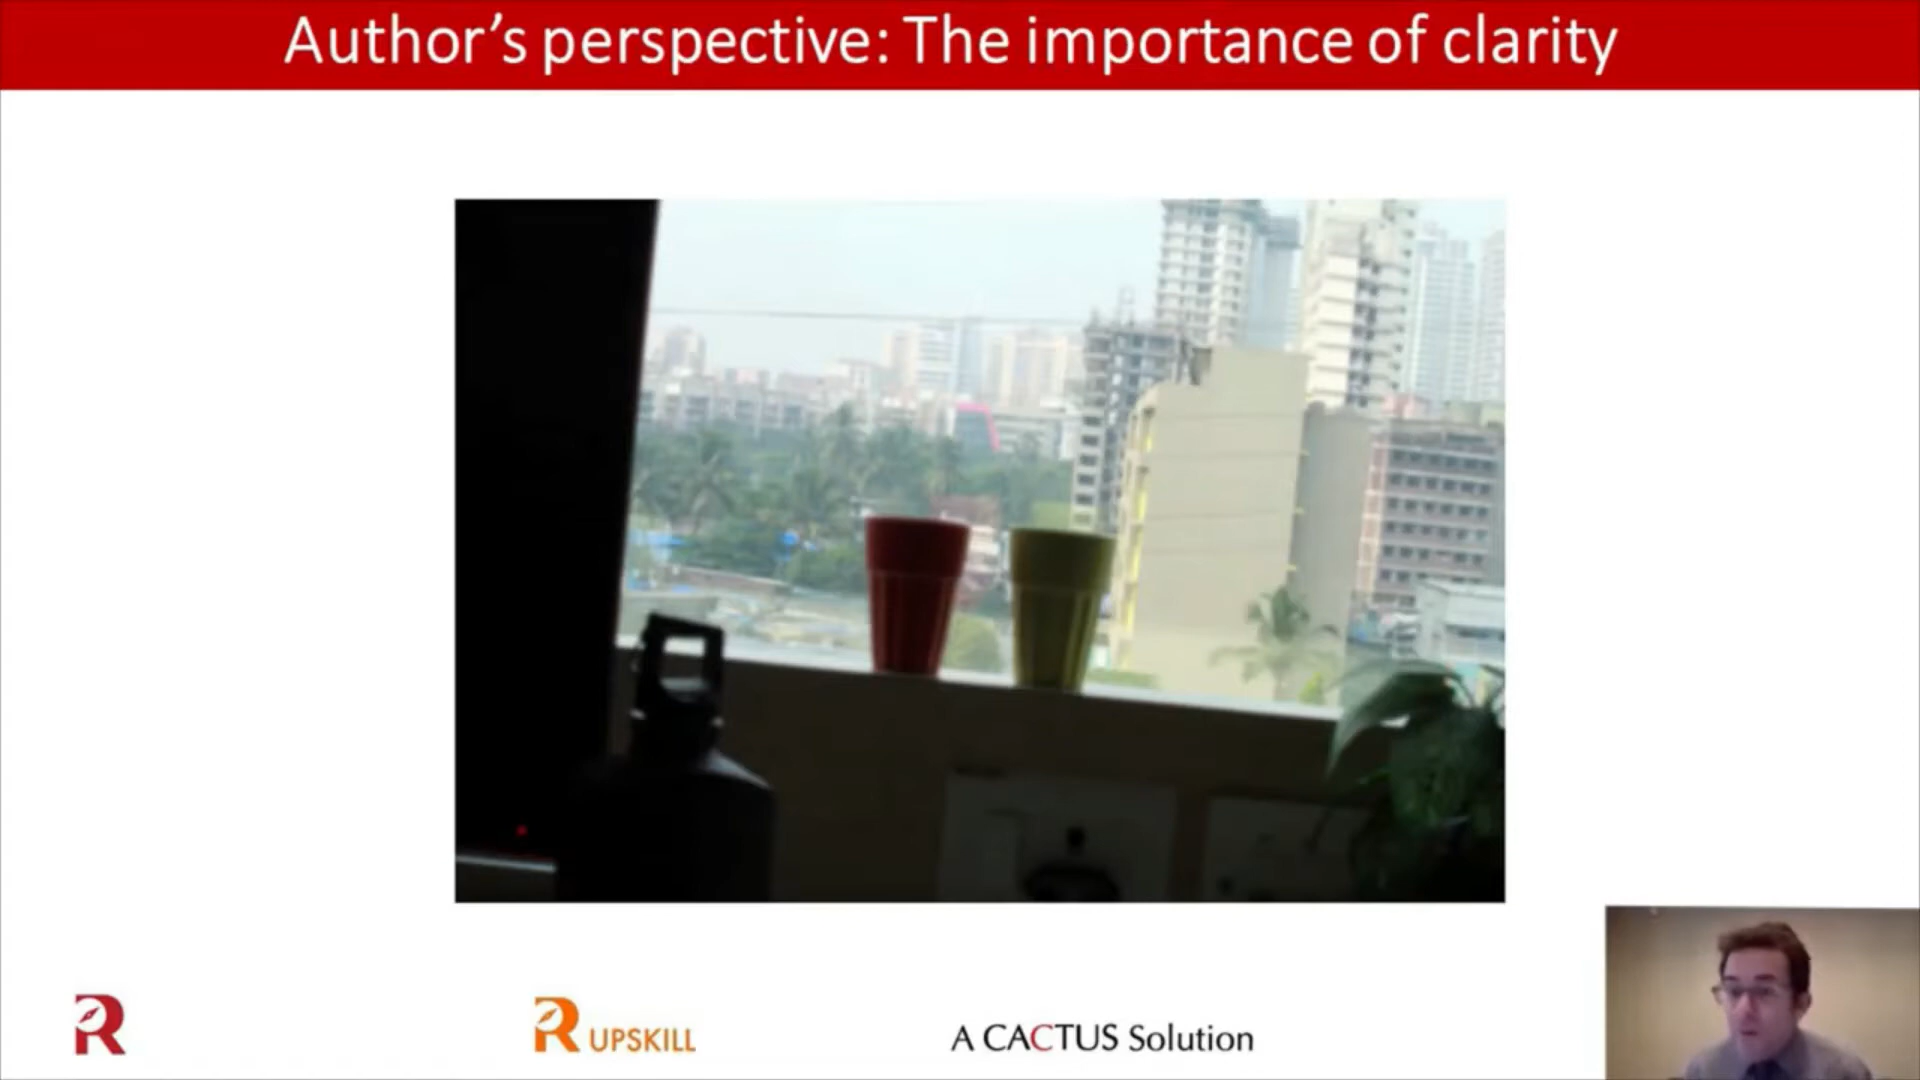 Author’s perspective: The importance of clarity
R
R UPSKILL
A CACTUS Solution